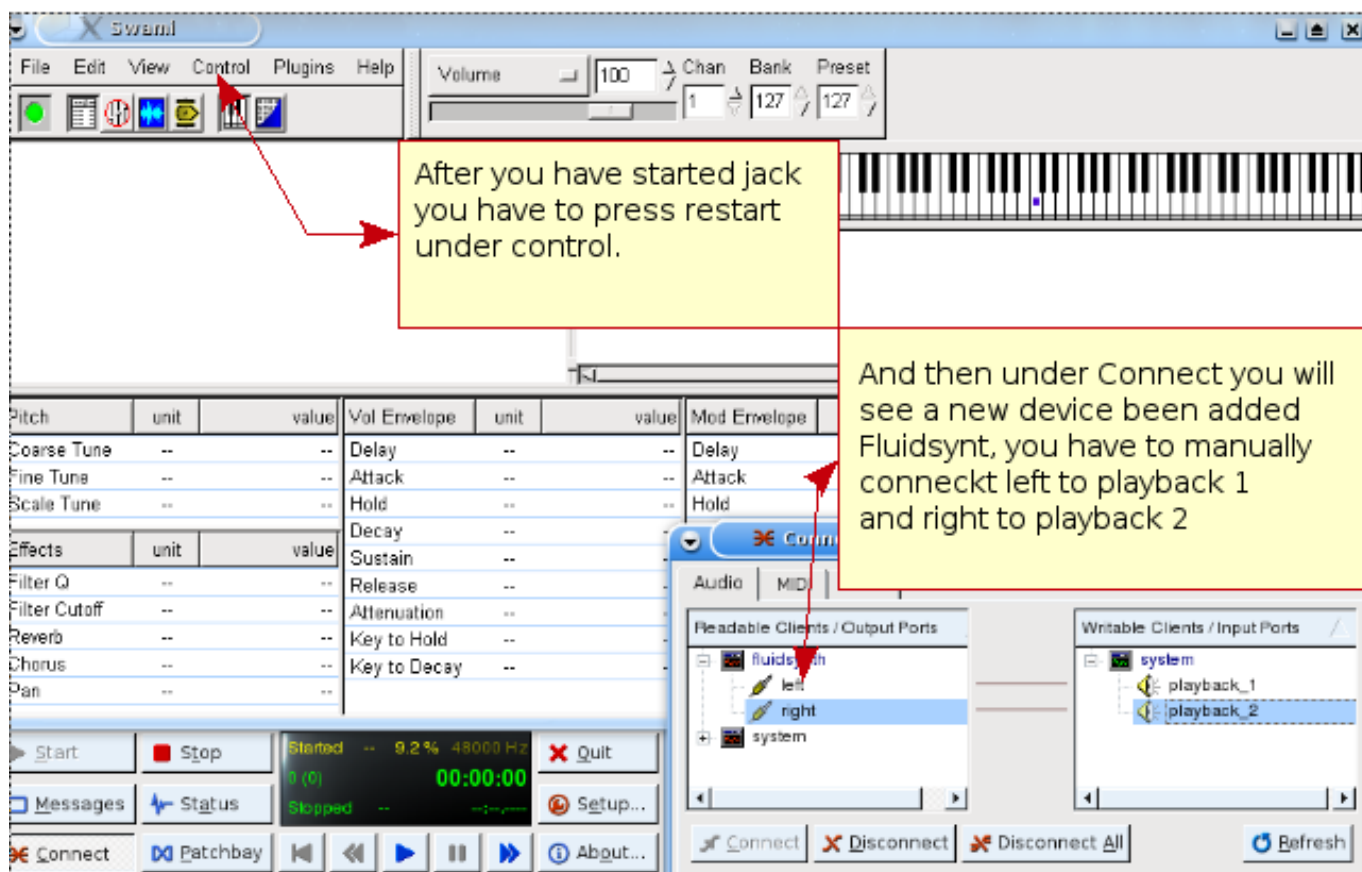 Swami
File Edit View Control Plugins Help
Volume 100 Chan Bank Preset
1 127 127
After you have started jack
you have to press restart
under control.
And then under Connect you will
see a new device been added
Fluidsynt, you have to manually
conneckt left to playback 1
and right to playback 2
Pitch unit value
Coarse Tune -- --
Fine Tune -- --
Scale Tune -- --
Effects unit value
Filter Q -- --
Filter Cutoff -- --
Reverb -- --
Chorus -- --
Pan -- --
Vol Envelope unit value
Delay -- --
Attack -- --
Hold -- --
Decay --
Sustain --
Release --
Attenuation --
Key to Hold --
Key to Decay --
Mod Envelope
Delay
Attack
Hold
Audio MIDI
Readable Clients / Output Ports
fluidsynth
left
right
system
Writable Clients / Input Ports
system
playback_1
playback_2
Connect Disconnect Disconnect All Refresh
Start Stop
Messages Status
Connect Patchbay
Started -- 9.2 % 48000 Hz
0 (0) 00:00:00
Stopped -- --:--.----
Quit
Setup...
About...